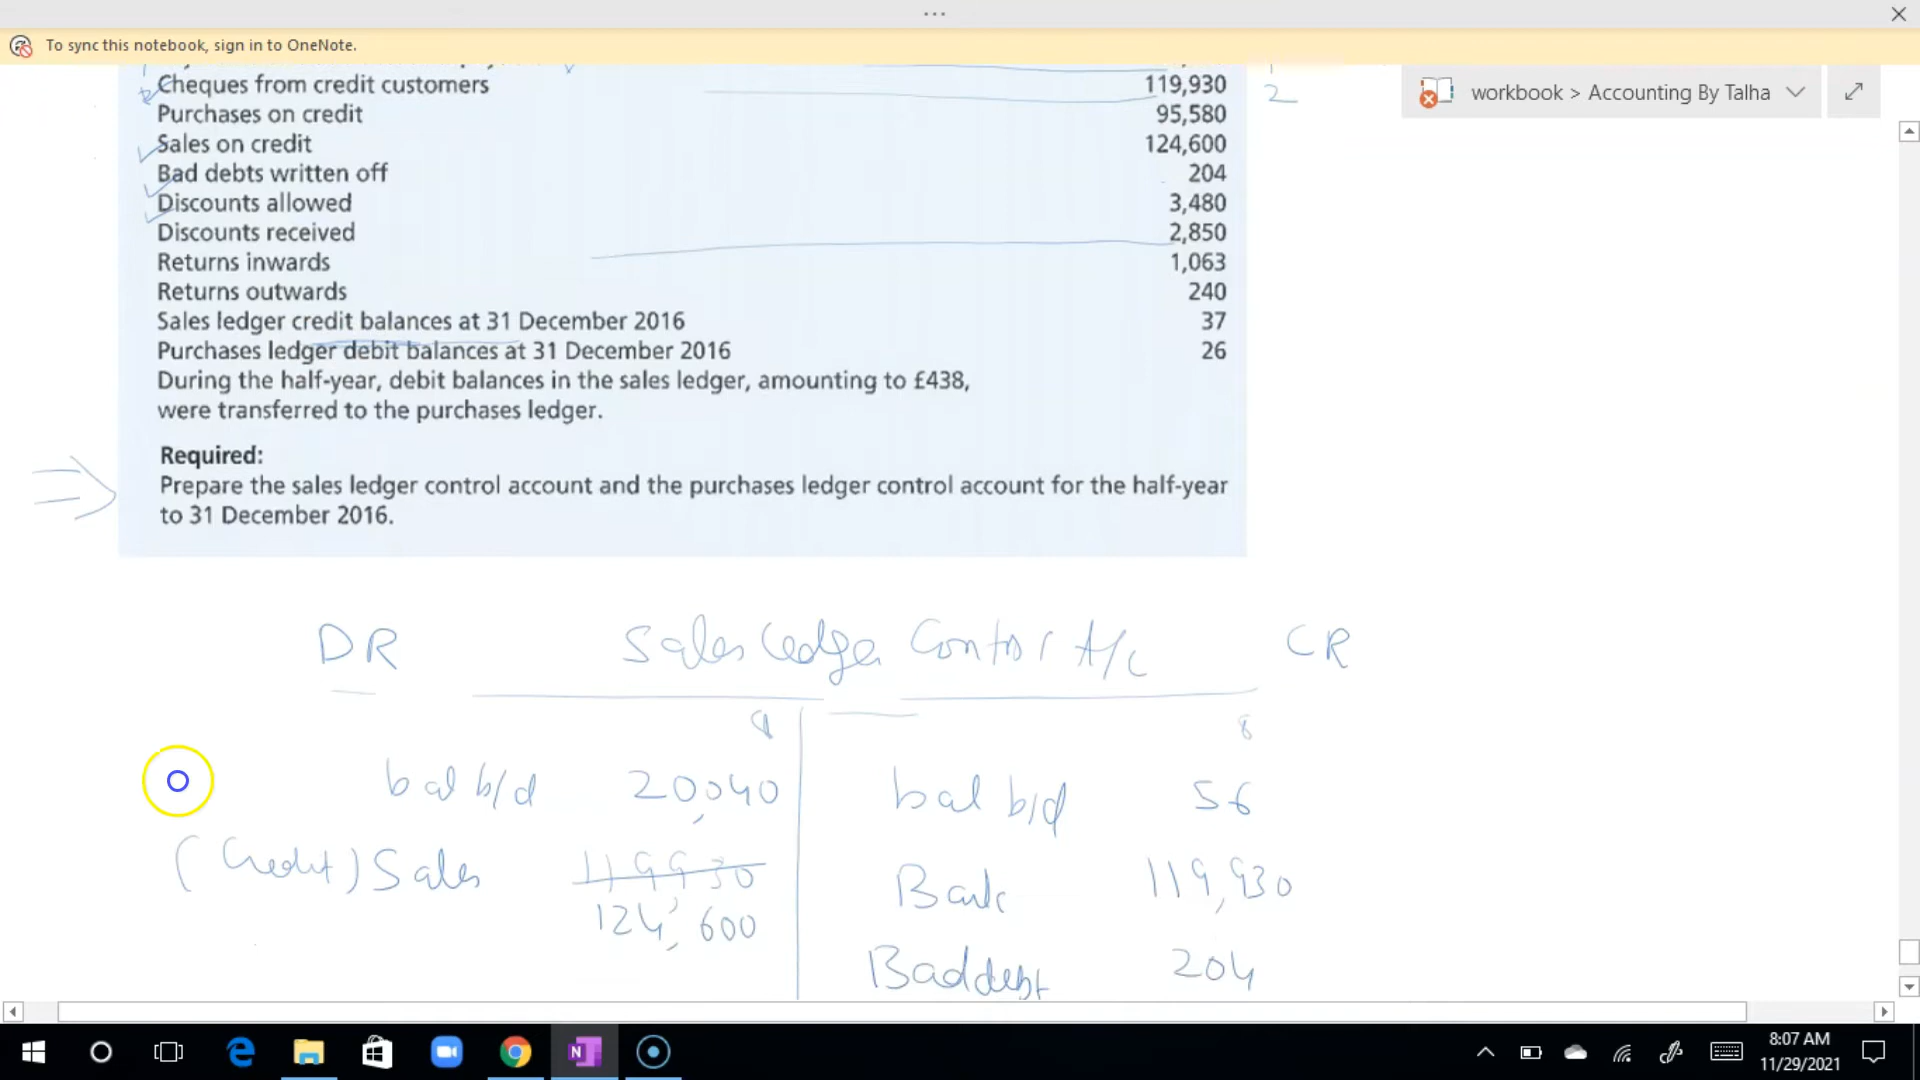 ...
To sync this notebook, sign in to OneNote.
workbook > Accounting By Talha
Cheques from credit customers 119,930
2
Purchases on credit 95,580
Sales on credit 124,600
Bad debts written off 204
Discounts allowed 3,480
Discounts received 2,850
Returns inwards 1,063
Returns outwards 240
Sales ledger credit balances at 31 December 2016 37
Purchases ledger debit balances at 31 December 2016 26
During the half-year, debit balances in the sales ledger, amounting to £438,
were transferred to the purchases ledger.
Required:
Prepare the sales ledger control account and the purchases ledger control account for the half-year
to 31 December 2016.
DR Sales Ledger Control A/c CR
bal b/d 20,040 bal b/d 56
(Credit) Sales 119930 Bank 119,930
124,600
Bad debt 204
8:07 AM
11/29/2021